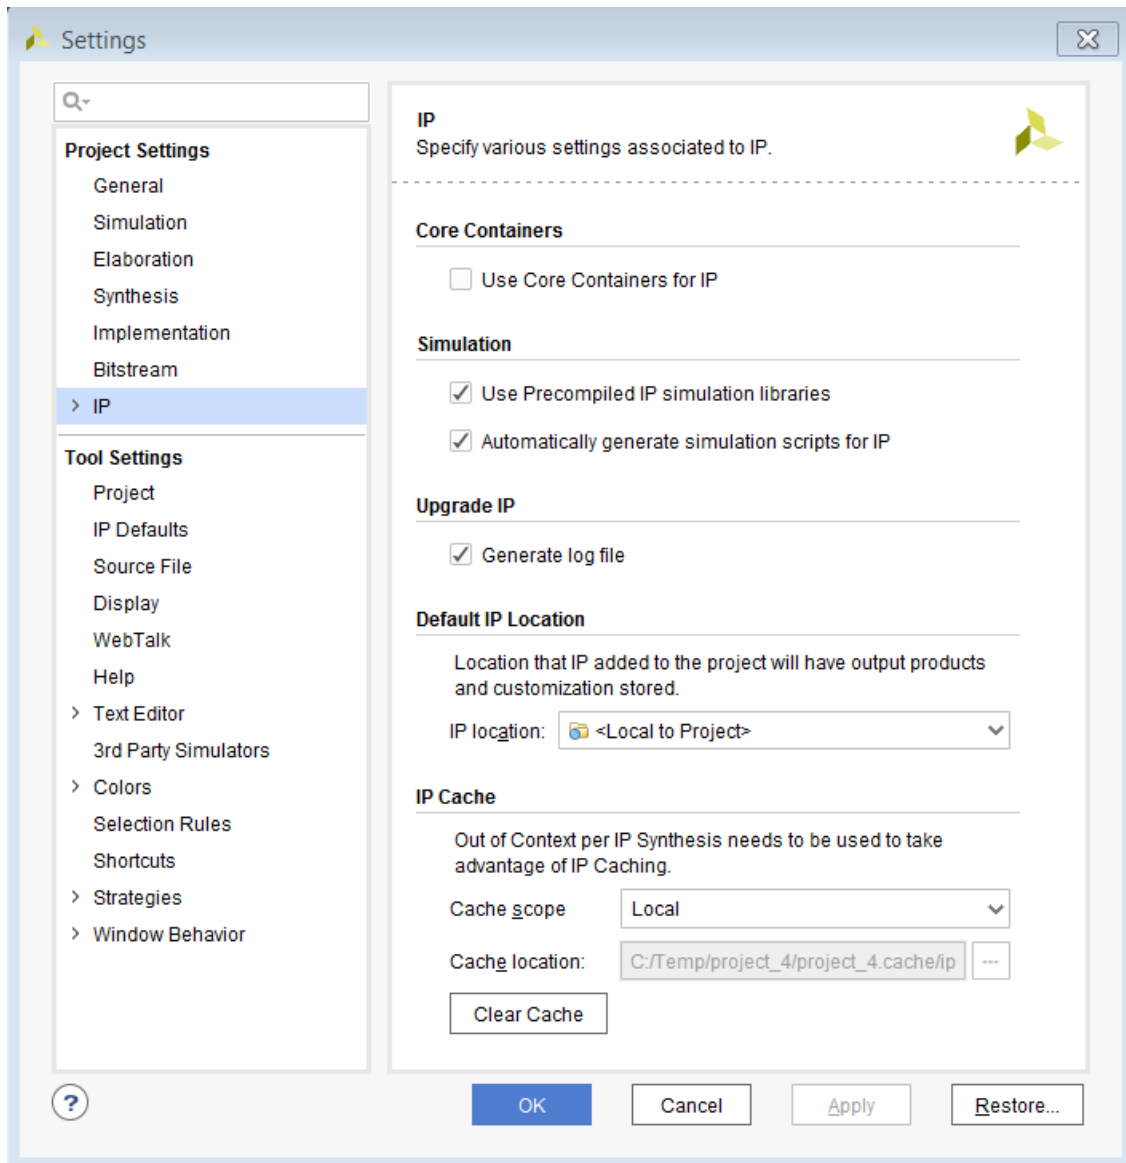 Settings
Project Settings
General
Simulation
Elaboration
Synthesis
Implementation
Bitstream
IP
Tool Settings
Project
IP Defaults
Source File
Display
WebTalk
Help
Text Editor
3rd Party Simulators
Colors
Selection Rules
Shortcuts
Strategies
Window Behavior
IP
Specify various settings associated to IP.
Core Containers
Use Core Containers for IP
Simulation
Use Precompiled IP simulation libraries
Automatically generate simulation scripts for IP
Upgrade IP
Generate log file
Default IP Location
Location that IP added to the project will have output products
and customization stored.
IP location: <Local to Project>
IP Cache
Out of Context per IP Synthesis needs to be used to take
advantage of IP Caching.
Cache scope Local
Cache location: C:/Temp/project_4/project_4.cache/ip ---
Clear Cache
? OK Cancel Apply Restore...